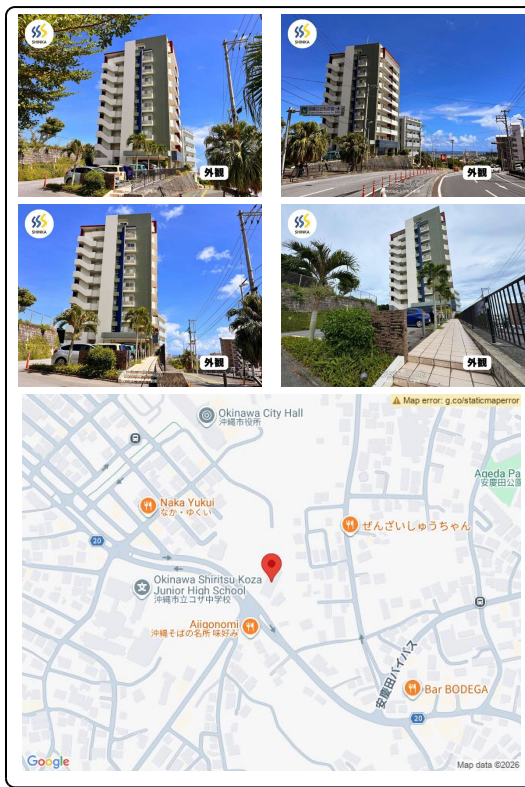 SHINKA
外観
SHINKA
外観
SHINKA
外観
SHINKA
外観
Map error: g.co/staticmaperror
Okinawa City Hall
沖縄市役所
Ageda Pa
安慶田公園
Naka Yukui
なか・ゆくい
ぜんざいしゅうちゃん
20
Okinawa Shiritsu Koza
Junior High School
沖縄市立コザ中学校
Ajigonomi
沖縄そばの名所 味好み
安慶田バイパス
Bar BODEGA
20
Google
Map data ©2026